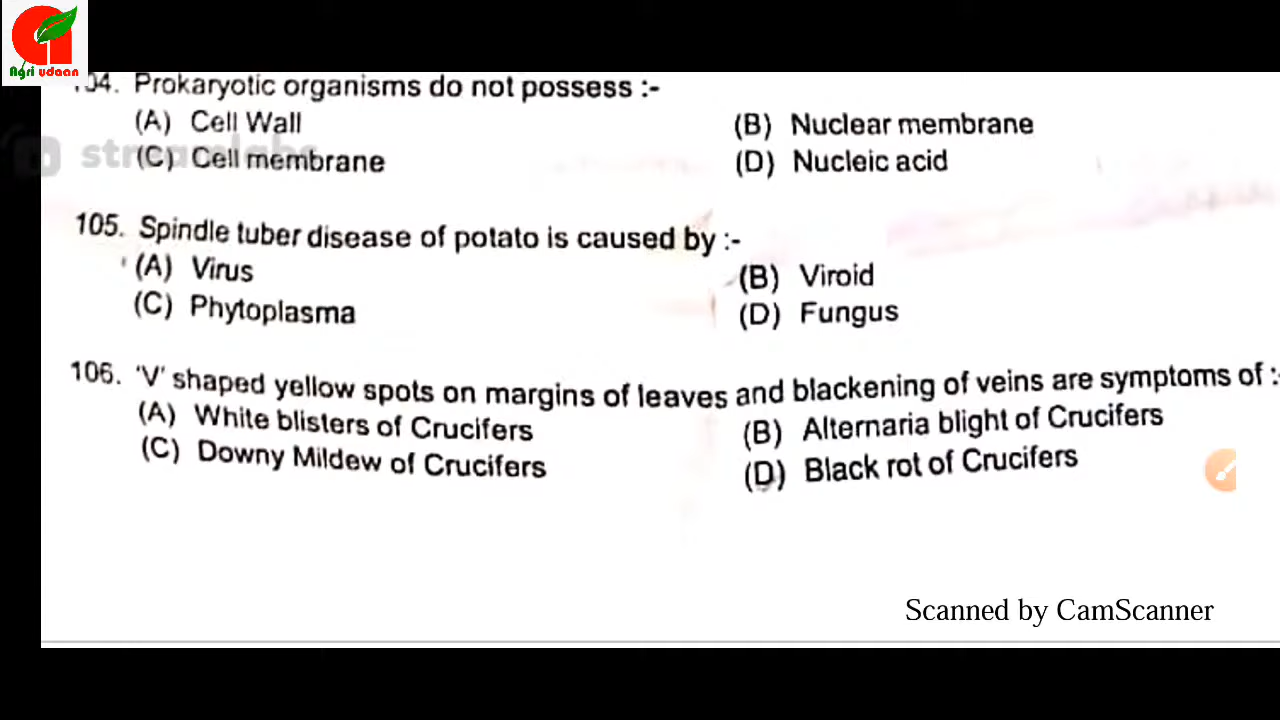 Agri udaan
104. Prokaryotic organisms do not possess :-
(A) Cell Wall (B) Nuclear membrane
(C) Cell membrane (D) Nucleic acid
105. Spindle tuber disease of potato is caused by :-
(A) Virus (B) Viroid
(C) Phytoplasma (D) Fungus
106. 'V' shaped yellow spots on margins of leaves and blackening of veins are symptoms of :-
(A) White blisters of Crucifers (B) Alternaria blight of Crucifers
(C) Downy Mildew of Crucifers (D) Black rot of Crucifers
Scanned by CamScanner